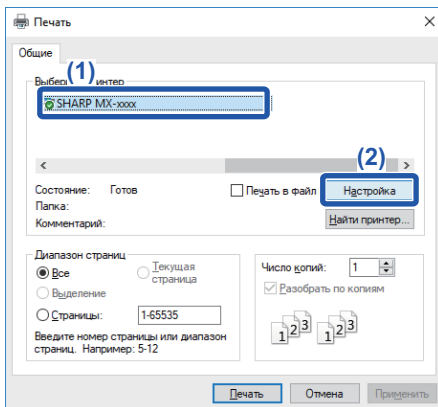 Печать
Общие
(1)
Выбер интер
SHARP MX-xxxx
(2)
Состояние: Готов
Печать в файл
Настройка
Папка:
Комментарий:
Найти принтер...
Диапазон страниц
Все
Текущая страница
Выделение
Страницы: 1-65535
Введите номер страницы или диапазон
страниц. Например: 5-12
Число копий: 1
Разобрать по копиям
1 2 3
1 2 3
Печать
Отмена
Применить